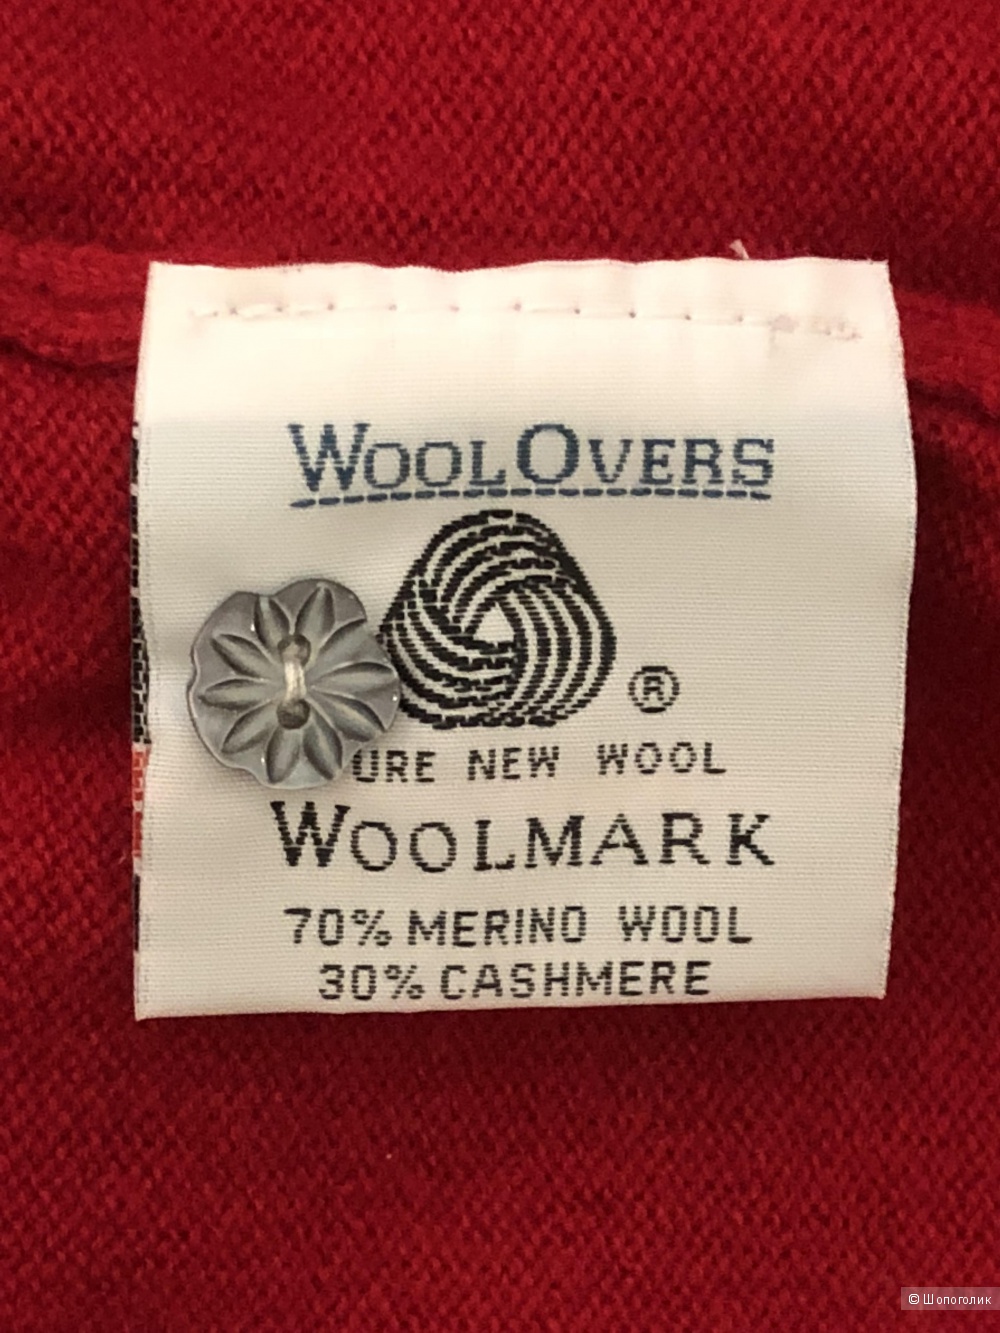 WOOLOVERS
®
URE NEW WOOL
WOOLMARK
70% MERINO WOOL
30% CASHMERE
© Шопоголик